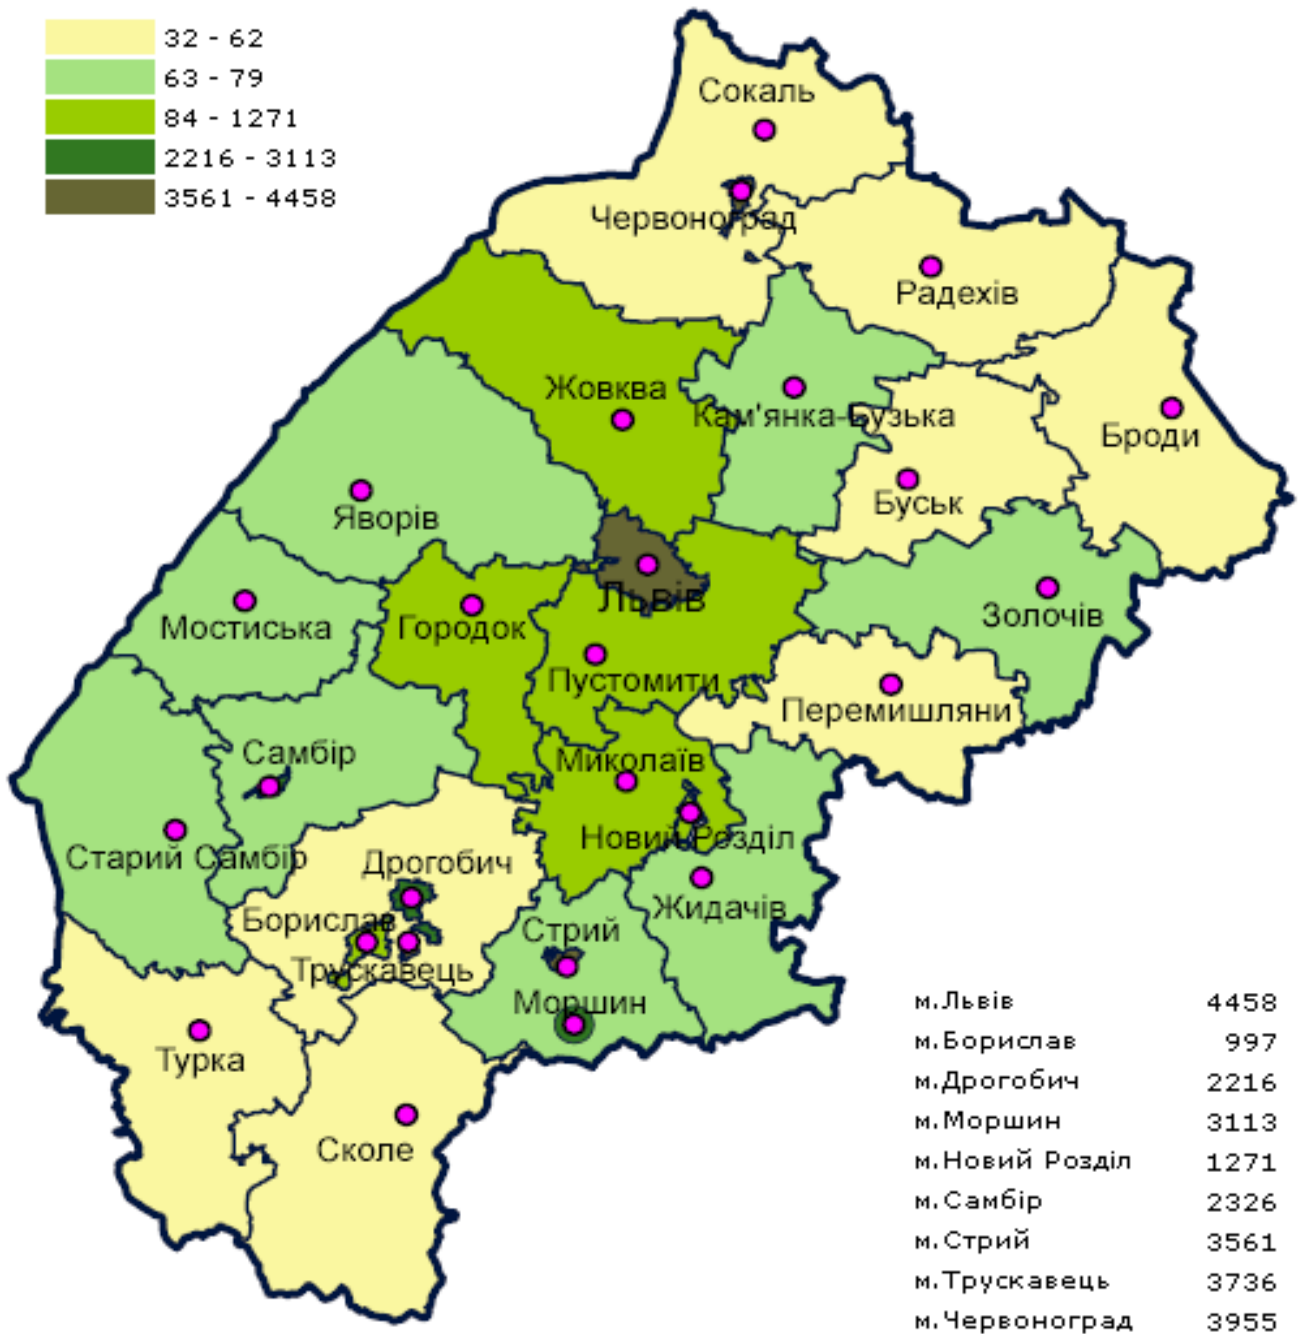 32 - 62
63 - 79
84 - 1271
2216 - 3113
3561 - 4458
Сокаль
Червоноград
Радехів
Жовква
Кам'янка-Бузька
Броди
Буськ
Яворів
Львів
Мостиська
Городок
Золочів
Пустомити
Перемишляни
Самбір
Миколаїв
Новий Розділ
Старий Самбір
Дрогобич
Жидачів
Борислав
Стрий
Трускавець
Моршин
Турка
Сколе
м.Львів 4458
м.Борислав 997
м.Дрогобич 2216
м.Моршин 3113
м.Новий Розділ 1271
м.Самбір 2326
м.Стрий 3561
м.Трускавець 3736
м.Червоноград 3955